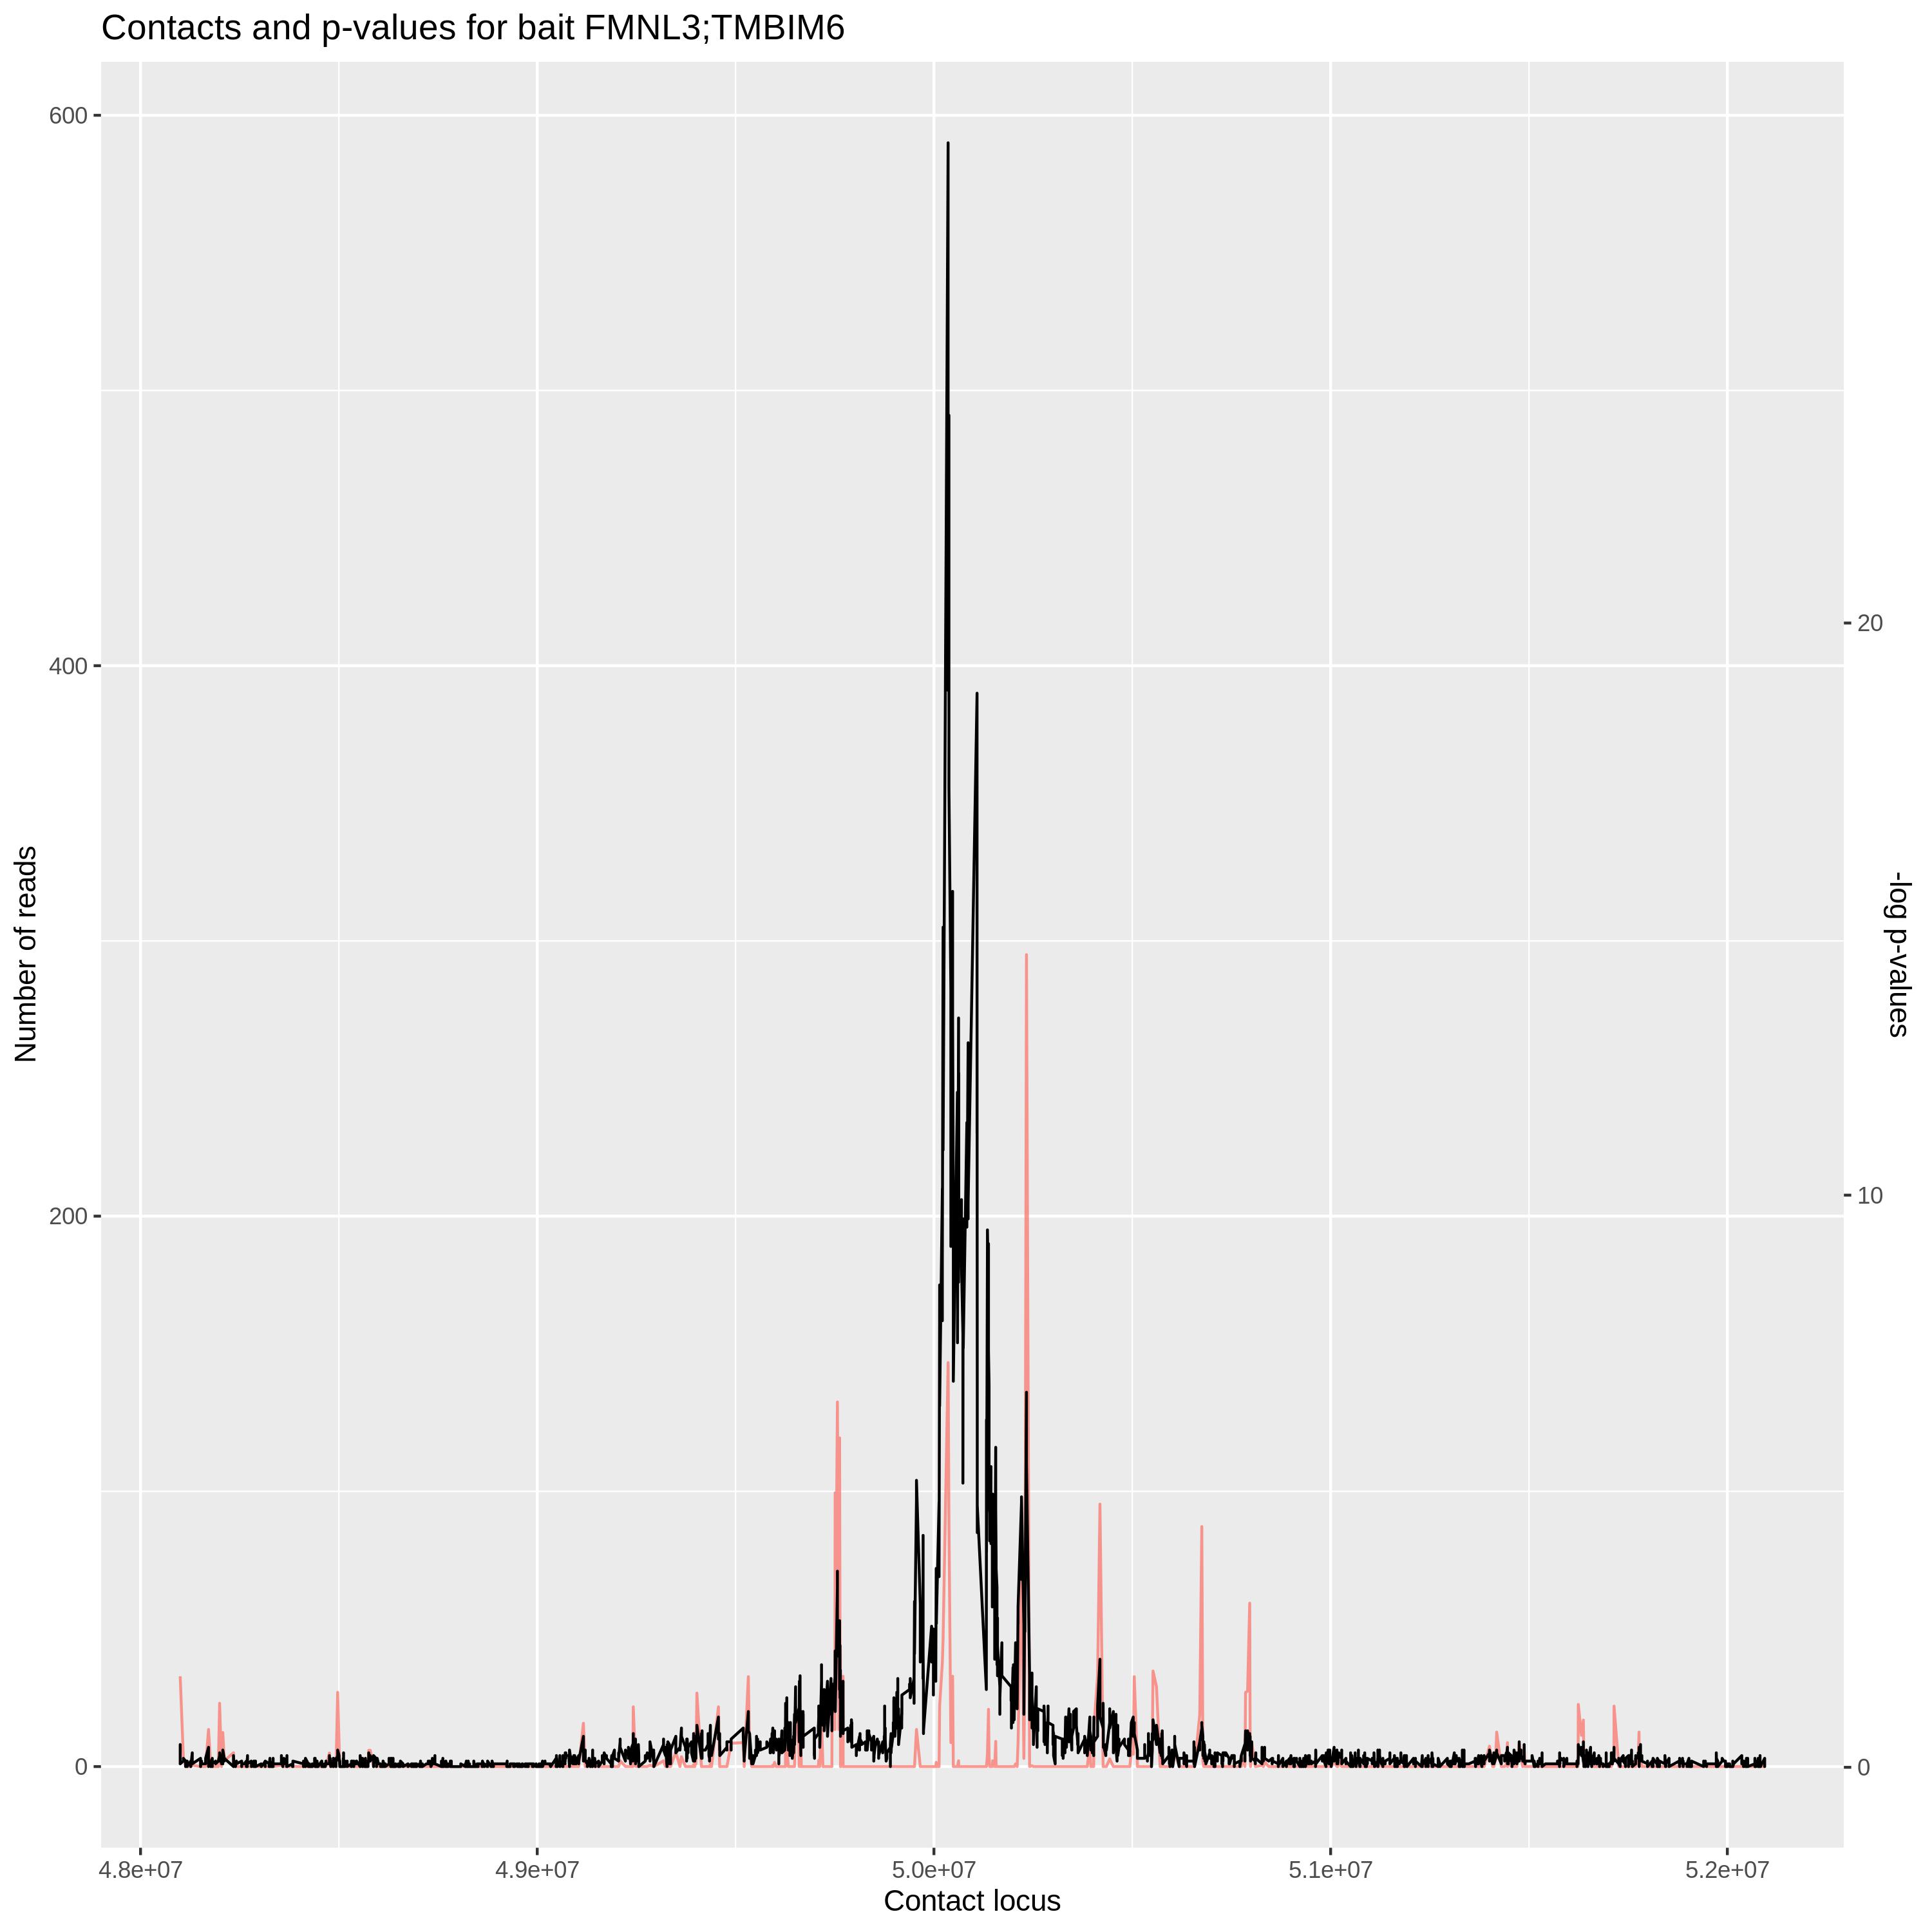 Contacts and p-values for bait FMNL3;TMBIM6
600
400
200
0
Number of reads
20
10
0
-log p-values
4.8e+07
4.9e+07
5.0e+07
5.1e+07
5.2e+07
Contact locus